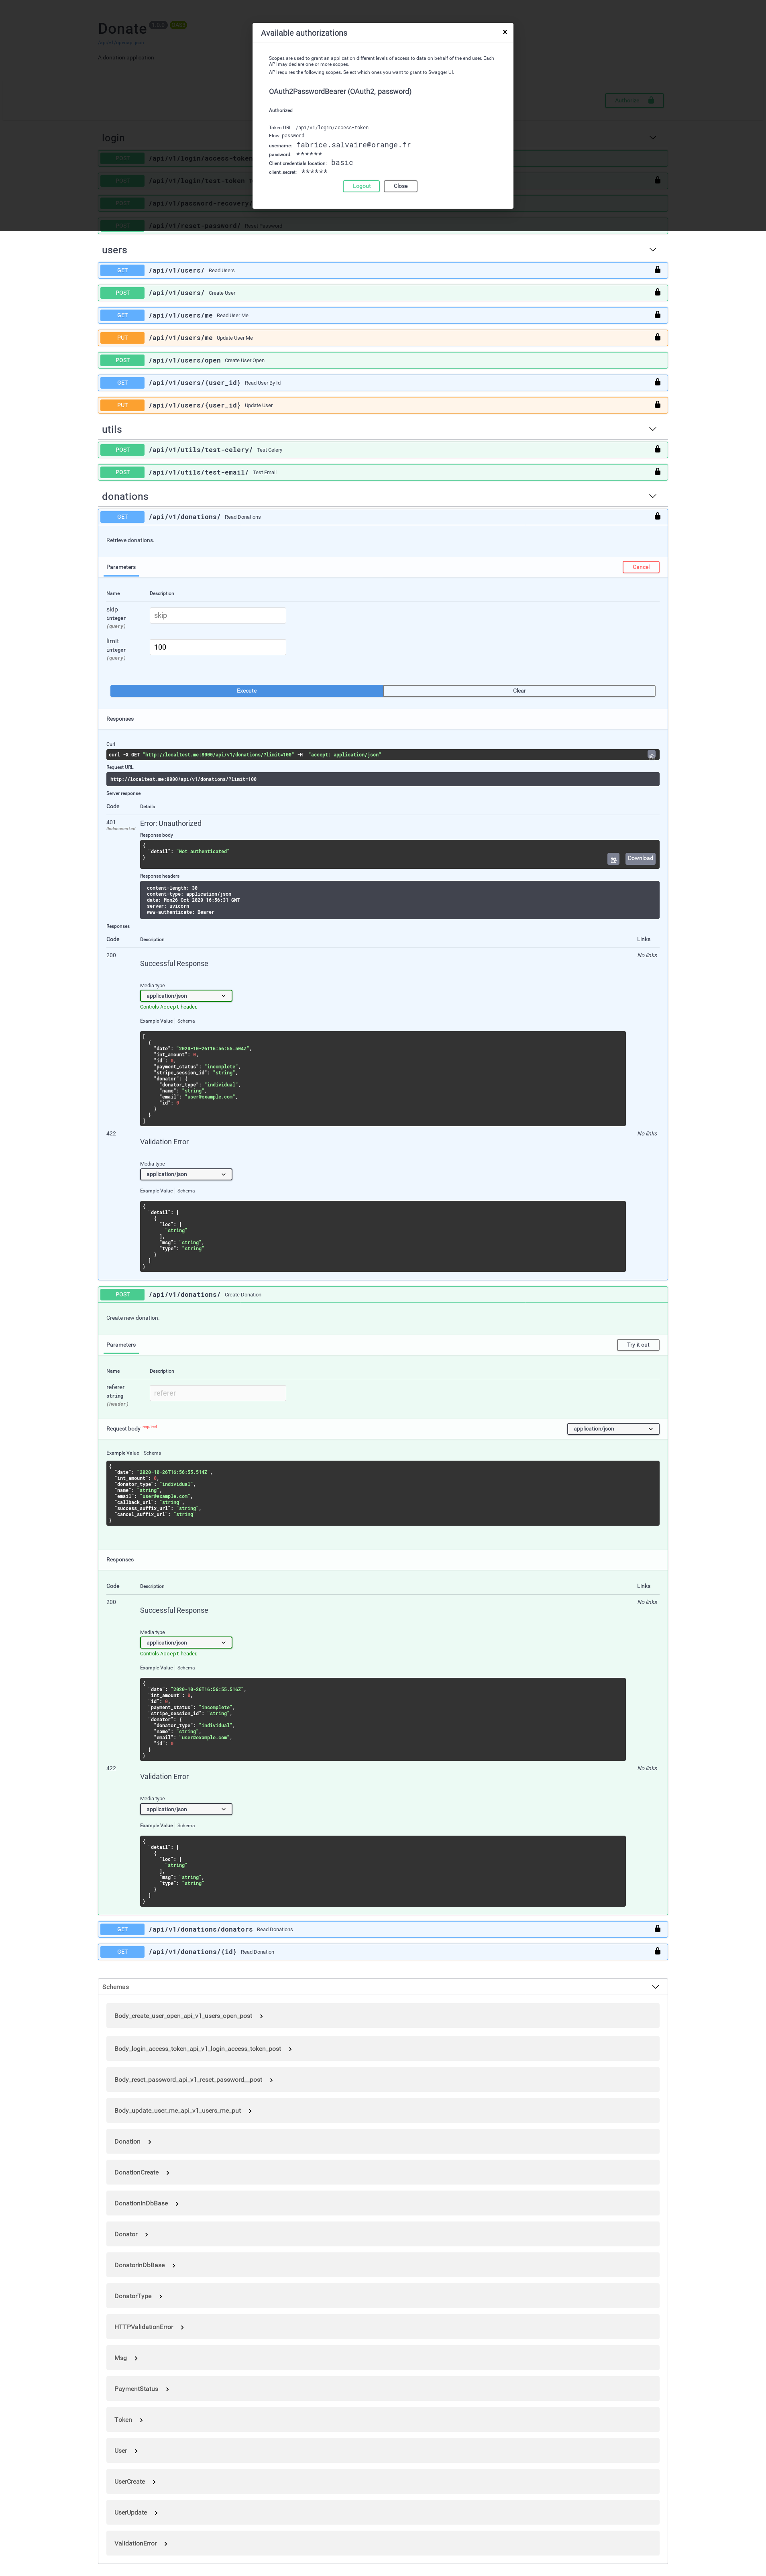 Donate
A donation application
Available authorizations
Scopes are used to grant an application different levels of access to data on behalf of the end user. Each
API may declare one or more scopes.
API requires the following scopes. Select which ones you want to grant to Swagger UI.
OAuth2PasswordBearer (OAuth2, password)
Authorized
Token URL: /api/v1/login/access-token
Flow: password
username: fabrice.salvaire@orange.fr
password: ******
Client credentials location: basic
client_secret: ******
Logout Close
Authorize
login
POST /api/v1/login/access-token
POST /api/v1/login/test-token
POST /api/v1/password-recovery/
POST /api/v1/reset-password/ Reset Password
users
GET /api/v1/users/ Read Users
POST /api/v1/users/ Create User
GET /api/v1/users/me Read User Me
PUT /api/v1/users/me Update User Me
POST /api/v1/users/open Create User Open
GET /api/v1/users/{user_id} Read User By Id
PUT /api/v1/users/{user_id} Update User
utils
POST /api/v1/utils/test-celery/ Test Celery
POST /api/v1/utils/test-email/ Test Email
donations
GET /api/v1/donations/ Read Donations
Retrieve donations.
Parameters Cancel
Name Description
skip
integer
(query)
skip
limit
integer
(query)
100
Execute Clear
Responses
Curl
curl -X GET "http://localtest.me:8000/api/v1/donations/?limit=100" -H "accept: application/json"
Request URL
http://localtest.me:8000/api/v1/donations/?limit=100
Server response
Code Details
401
Undocumented
Error: Unauthorized
Response body
{
"detail": "Not authenticated"
}
Download
Response headers
content-length: 30
content-type: application/json
date: Mon26 Oct 2020 16:56:31 GMT
server: uvicorn
www-authenticate: Bearer
Responses
Code Description Links
200 No links
Successful Response
Media type
application/json
Controls Accept header.
Example Value Schema
[
{
"date": "2020-10-26T16:56:55.504Z",
"int_amount": 0,
"id": 0,
"payment_status": "incomplete",
"stripe_session_id": "string",
"donator": {
"donator_type": "individual",
"name": "string",
"email": "user@example.com",
"id": 0
}
}
]
422 No links
Validation Error
Media type
application/json
Example Value Schema
{
"detail": [
{
"loc": [
"string"
],
"msg": "string",
"type": "string"
}
]
}
POST /api/v1/donations/ Create Donation
Create new donation.
Parameters Try it out
Name Description
referer
string
(header)
referer
Request body required application/json
Example Value Schema
{
"date": "2020-10-26T16:56:55.514Z",
"int_amount": 0,
"donator_type": "individual",
"name": "string",
"email": "user@example.com",
"callback_url": "string",
"success_suffix_url": "string",
"cancel_suffix_url": "string"
}
Responses
Code Description Links
200 No links
Successful Response
Media type
application/json
Controls Accept header.
Example Value Schema
{
"date": "2020-10-26T16:56:55.516Z",
"int_amount": 0,
"id": 0,
"payment_status": "incomplete",
"stripe_session_id": "string",
"donator": {
"donator_type": "individual",
"name": "string",
"email": "user@example.com",
"id": 0
}
}
422 No links
Validation Error
Media type
application/json
Example Value Schema
{
"detail": [
{
"loc": [
"string"
],
"msg": "string",
"type": "string"
}
]
}
GET /api/v1/donations/donators Read Donations
GET /api/v1/donations/{id} Read Donation
Schemas
Body_create_user_open_api_v1_users_open_post
Body_login_access_token_api_v1_login_access_token_post
Body_reset_password_api_v1_reset_password__post
Body_update_user_me_api_v1_users_me_put
Donation
DonationCreate
DonationInDbBase
Donator
DonatorInDbBase
DonatorType
HTTPValidationError
Msg
PaymentStatus
Token
User
UserCreate
UserUpdate
ValidationError